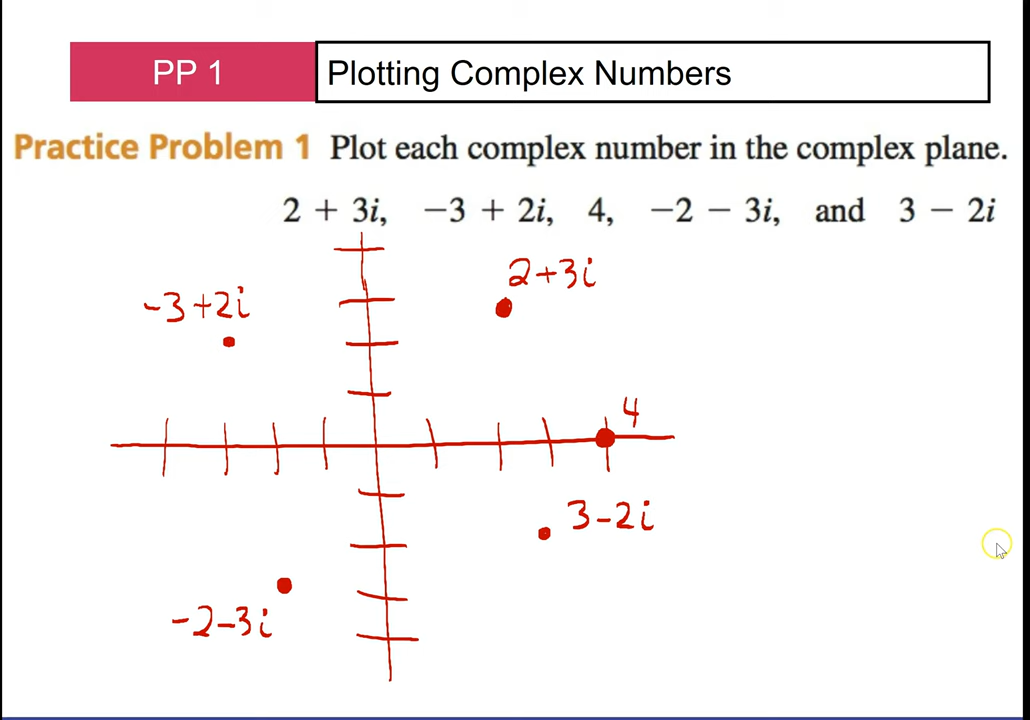 PP 1 Plotting Complex Numbers
Practice Problem 1 Plot each complex number in the complex plane.
2 + 3i, −3 + 2i, 4, −2 − 3i, and 3 − 2i
2+3i
-3+2i
4
3-2i
-2-3i